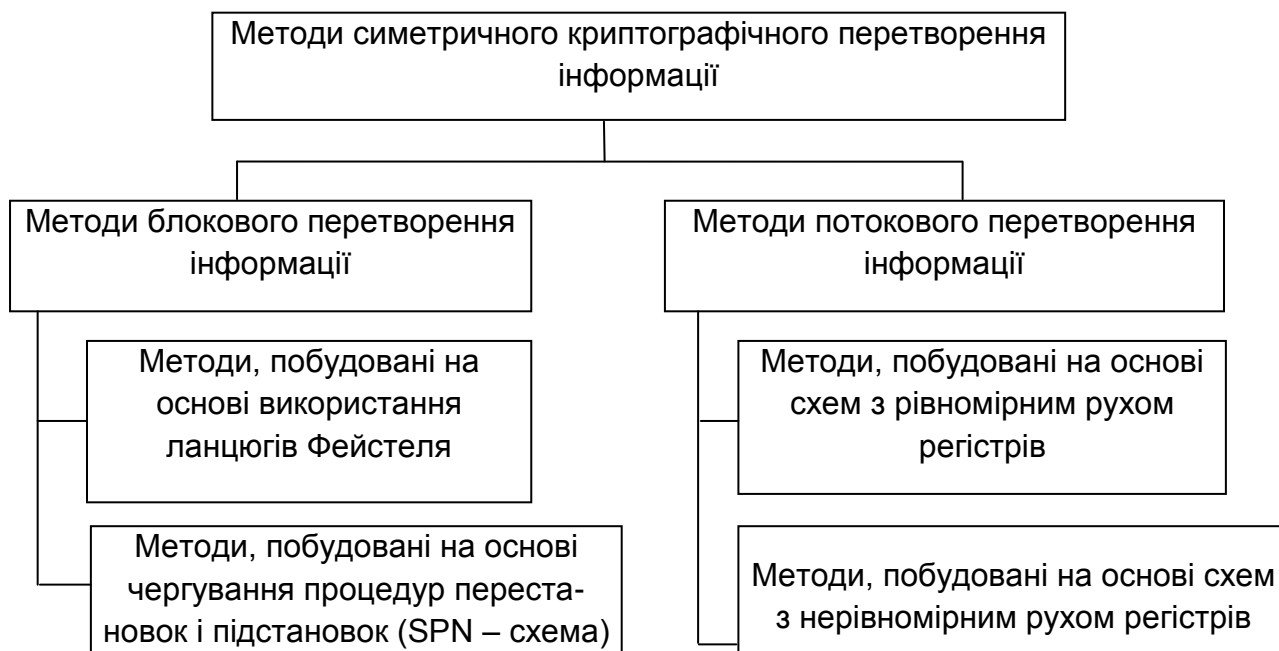 Методи симетричного криптографічного перетворення
інформації
Методи блокового перетворення
інформації
Методи потокового перетворення
інформації
Методи, побудовані на
основі використання
ланцюгів Фейстеля
Методи, побудовані на основі
схем з рівномірним рухом
регістрів
Методи, побудовані на основі
чергування процедур переста-
новок і підстановок (SPN – схема)
Методи, побудовані на основі схем
з нерівномірним рухом регістрів